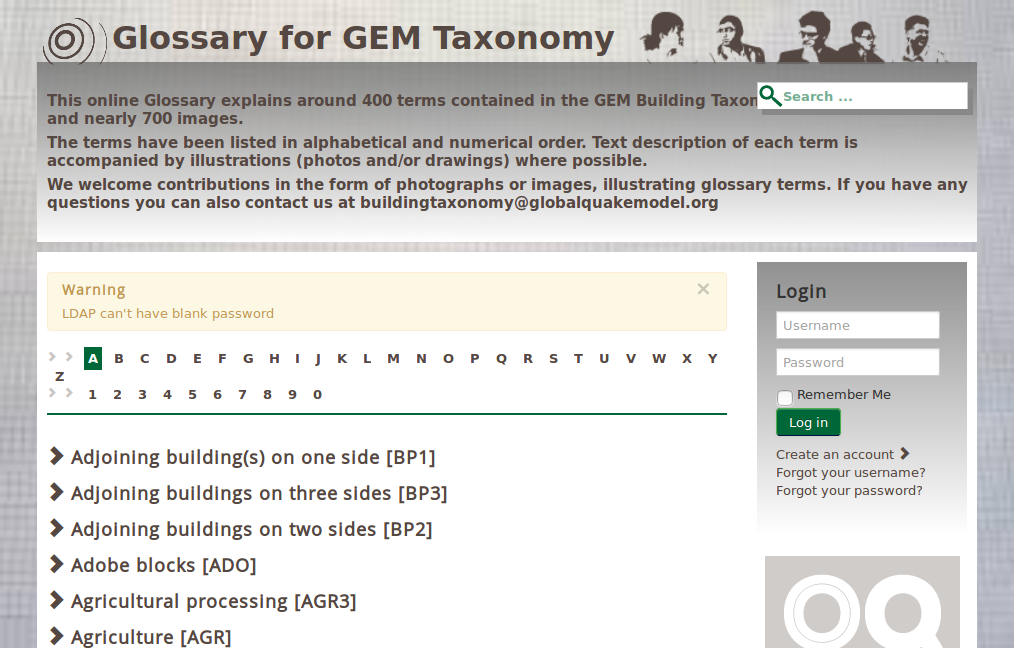 Glossary for GEM Taxonomy
This online Glossary explains around 400 terms contained in the GEM Building
Search ...
and nearly 700 images.
The terms have been listed in alphabetical and numerical order. Text description of each term is
accompanied by illustrations (photos and/or drawings) where possible.
We welcome contributions in the form of photographs or images, illustrating glossary terms. If you have any
questions you can also contact us at buildingtaxonomy@globalquakemodel.org
Warning
×
LDAP can't have blank password
A B C D E F G H I J K L M N O P Q R S T U V W X Y
Z
1 2 3 4 5 6 7 8 9 0
Adjoining building(s) on one side [BP1]
Adjoining buildings on three sides [BP3]
Adjoining buildings on two sides [BP2]
Adobe blocks [ADO]
Agricultural processing [AGR3]
Agriculture [AGR]
Login
Username
Password
Remember Me
Log in
Create an account
Forgot your username?
Forgot your password?
OQ